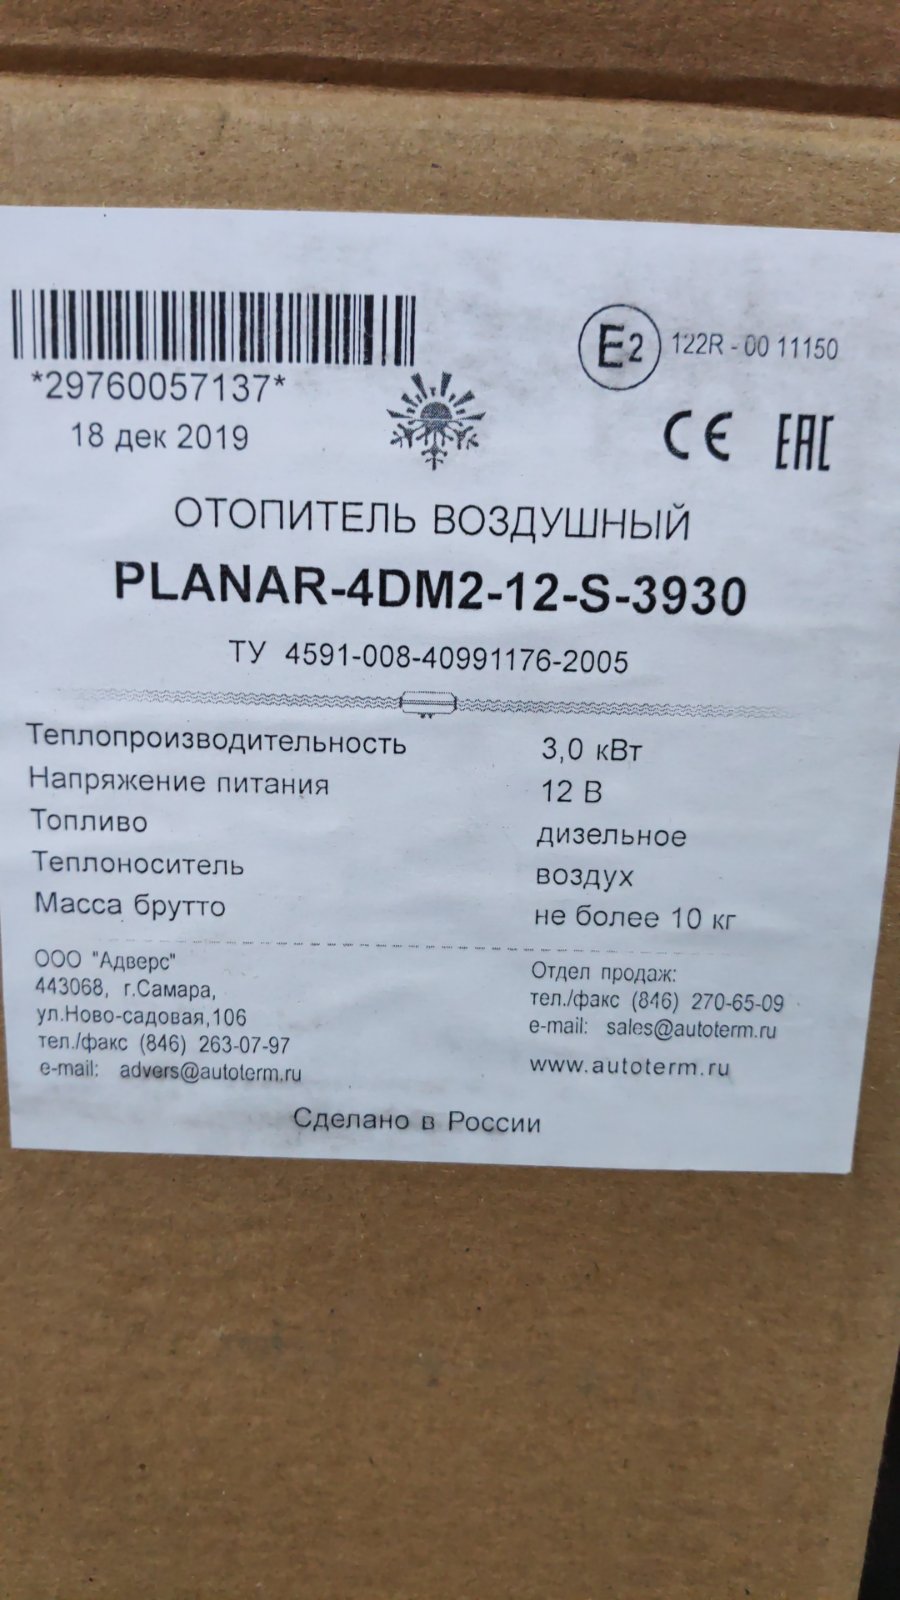 *29760057137*
18 дек 2019
E2 122R - 00 11150
CE EAC
ОТОПИТЕЛЬ ВОЗДУШНЫЙ
PLANAR-4DM2-12-S-3930
ТУ 4591-008-40991176-2005
Теплопроизводительность 3,0 кВт
Напряжение питания 12 В
Топливо дизельное
Теплоноситель воздух
Масса брутто не более 10 кг
ООО "Адверс"
443068, г.Самара,
ул.Ново-садовая,106
тел./факс (846) 263-07-97
e-mail: advers@autoterm.ru
Отдел продаж:
тел./факс (846) 270-65-09
e-mail: sales@autoterm.ru
www.autoterm.ru
Сделано в России